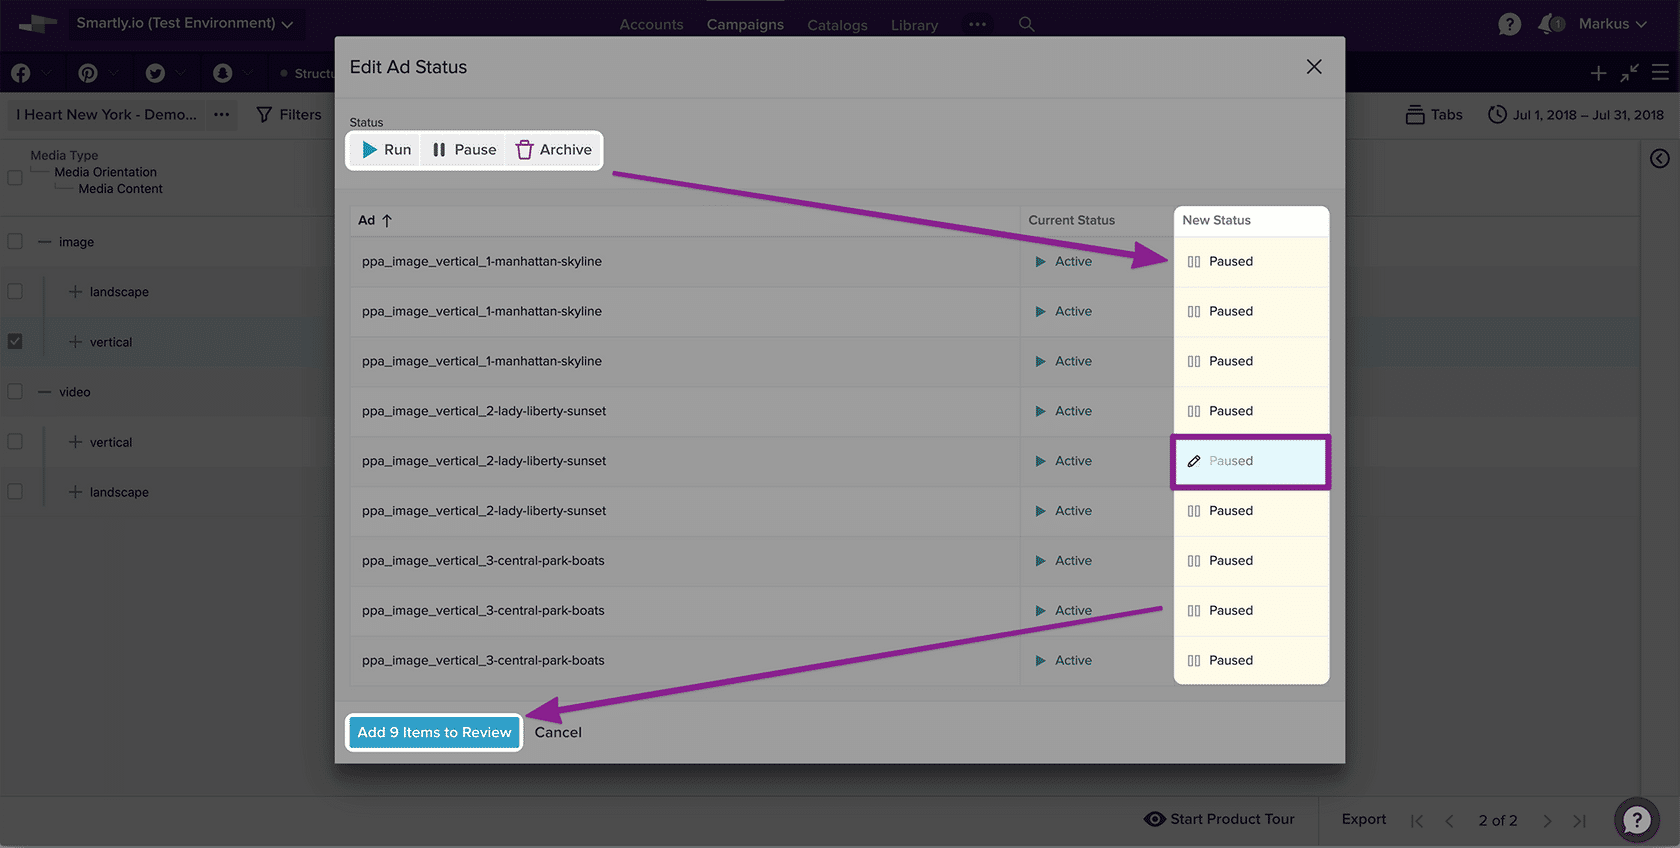 Smartly.io (Test Environment)
Accounts Campaigns Catalogs Library
1 Markus
Structu
I Heart New York - Demo... Filters
Tabs Jul 1, 2018 – Jul 31, 2018
Edit Ad Status
Status
Run Pause Archive
Media Type
Media Orientation
Media Content
Ad Current Status New Status
image
landscape
vertical
video
vertical
landscape
ppa_image_vertical_1-manhattan-skyline Active Paused
ppa_image_vertical_1-manhattan-skyline Active Paused
ppa_image_vertical_1-manhattan-skyline Active Paused
ppa_image_vertical_2-lady-liberty-sunset Active Paused
ppa_image_vertical_2-lady-liberty-sunset Active Paused
ppa_image_vertical_2-lady-liberty-sunset Active Paused
ppa_image_vertical_3-central-park-boats Active Paused
ppa_image_vertical_3-central-park-boats Active Paused
ppa_image_vertical_3-central-park-boats Active Paused
Add 9 Items to Review Cancel
Start Product Tour Export 2 of 2